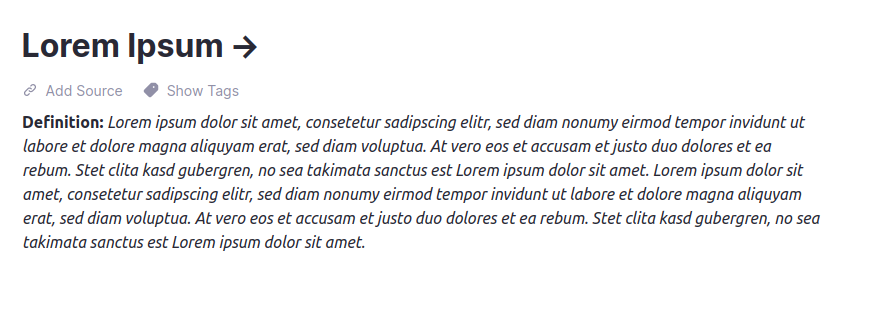 Lorem Ipsum →
Add Source Show Tags
Definition: Lorem ipsum dolor sit amet, consetetur sadipscing elitr, sed diam nonumy eirmod tempor invidunt ut
labore et dolore magna aliquyam erat, sed diam voluptua. At vero eos et accusam et justo duo dolores et ea
rebum. Stet clita kasd gubergren, no sea takimata sanctus est Lorem ipsum dolor sit amet. Lorem ipsum dolor sit
amet, consetetur sadipscing elitr, sed diam nonumy eirmod tempor invidunt ut labore et dolore magna aliquyam
erat, sed diam voluptua. At vero eos et accusam et justo duo dolores et ea rebum. Stet clita kasd gubergren, no sea
takimata sanctus est Lorem ipsum dolor sit amet.